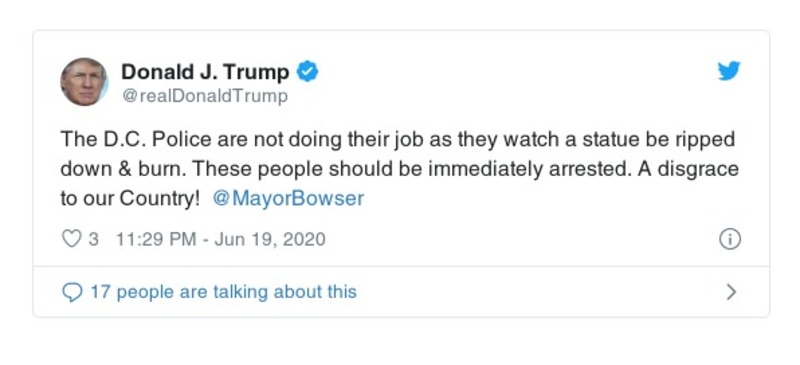 Donald J. Trump
@realDonaldTrump
The D.C. Police are not doing their job as they watch a statue be ripped
down & burn. These people should be immediately arrested. A disgrace
to our Country! @MayorBowser
3 11:29 PM - Jun 19, 2020
17 people are talking about this